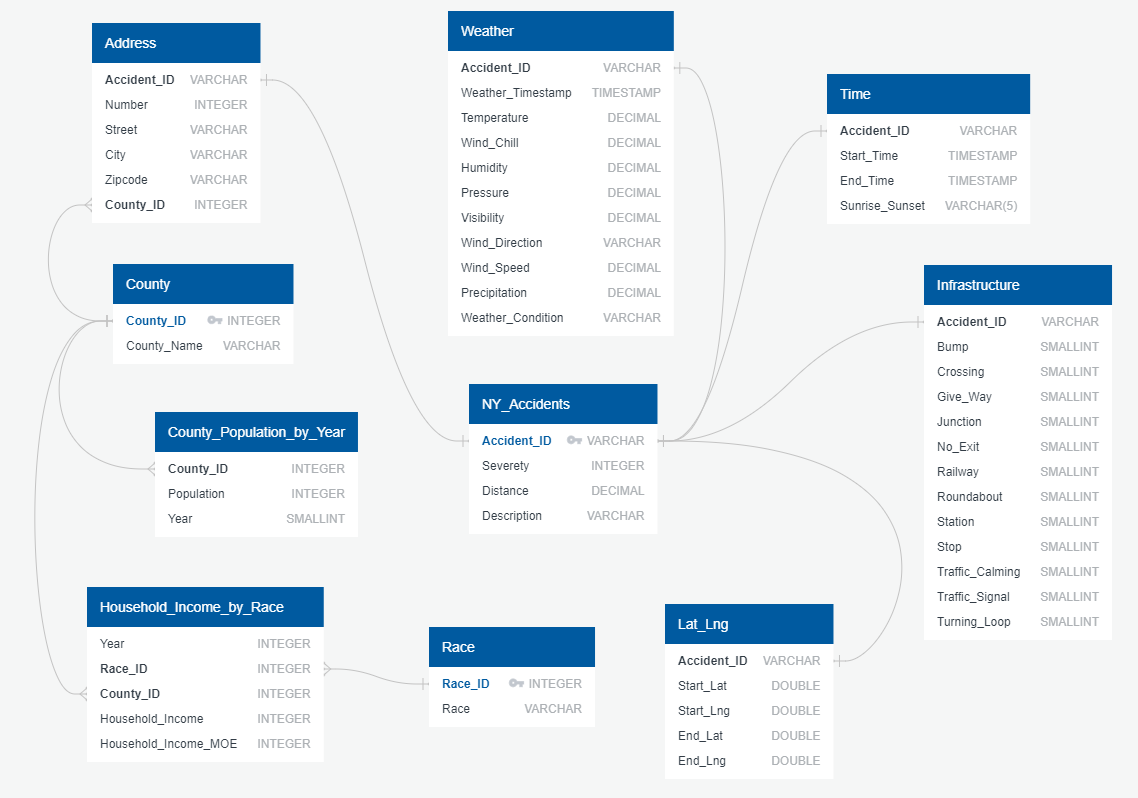 Address
Accident_ID VARCHAR
Number INTEGER
Street VARCHAR
City VARCHAR
Zipcode VARCHAR
County_ID INTEGER
Weather
Accident_ID VARCHAR
Weather_Timestamp TIMESTAMP
Temperature DECIMAL
Wind_Chill DECIMAL
Humidity DECIMAL
Pressure DECIMAL
Visibility DECIMAL
Wind_Direction VARCHAR
Wind_Speed DECIMAL
Precipitation DECIMAL
Weather_Condition VARCHAR
Time
Accident_ID VARCHAR
Start_Time TIMESTAMP
End_Time TIMESTAMP
Sunrise_Sunset VARCHAR(5)
County
County_ID INTEGER
County_Name VARCHAR
Infrastructure
Accident_ID VARCHAR
Bump SMALLINT
Crossing SMALLINT
Give_Way SMALLINT
Junction SMALLINT
No_Exit SMALLINT
Railway SMALLINT
Roundabout SMALLINT
Station SMALLINT
Stop SMALLINT
Traffic_Calming SMALLINT
Traffic_Signal SMALLINT
Turning_Loop SMALLINT
NY_Accidents
Accident_ID VARCHAR
Severety INTEGER
Distance DECIMAL
Description VARCHAR
County_Population_by_Year
County_ID INTEGER
Population INTEGER
Year SMALLINT
Household_Income_by_Race
Year INTEGER
Race_ID INTEGER
County_ID INTEGER
Household_Income INTEGER
Household_Income_MOE INTEGER
Race
Race_ID INTEGER
Race VARCHAR
Lat_Lng
Accident_ID VARCHAR
Start_Lat DOUBLE
Start_Lng DOUBLE
End_Lat DOUBLE
End_Lng DOUBLE